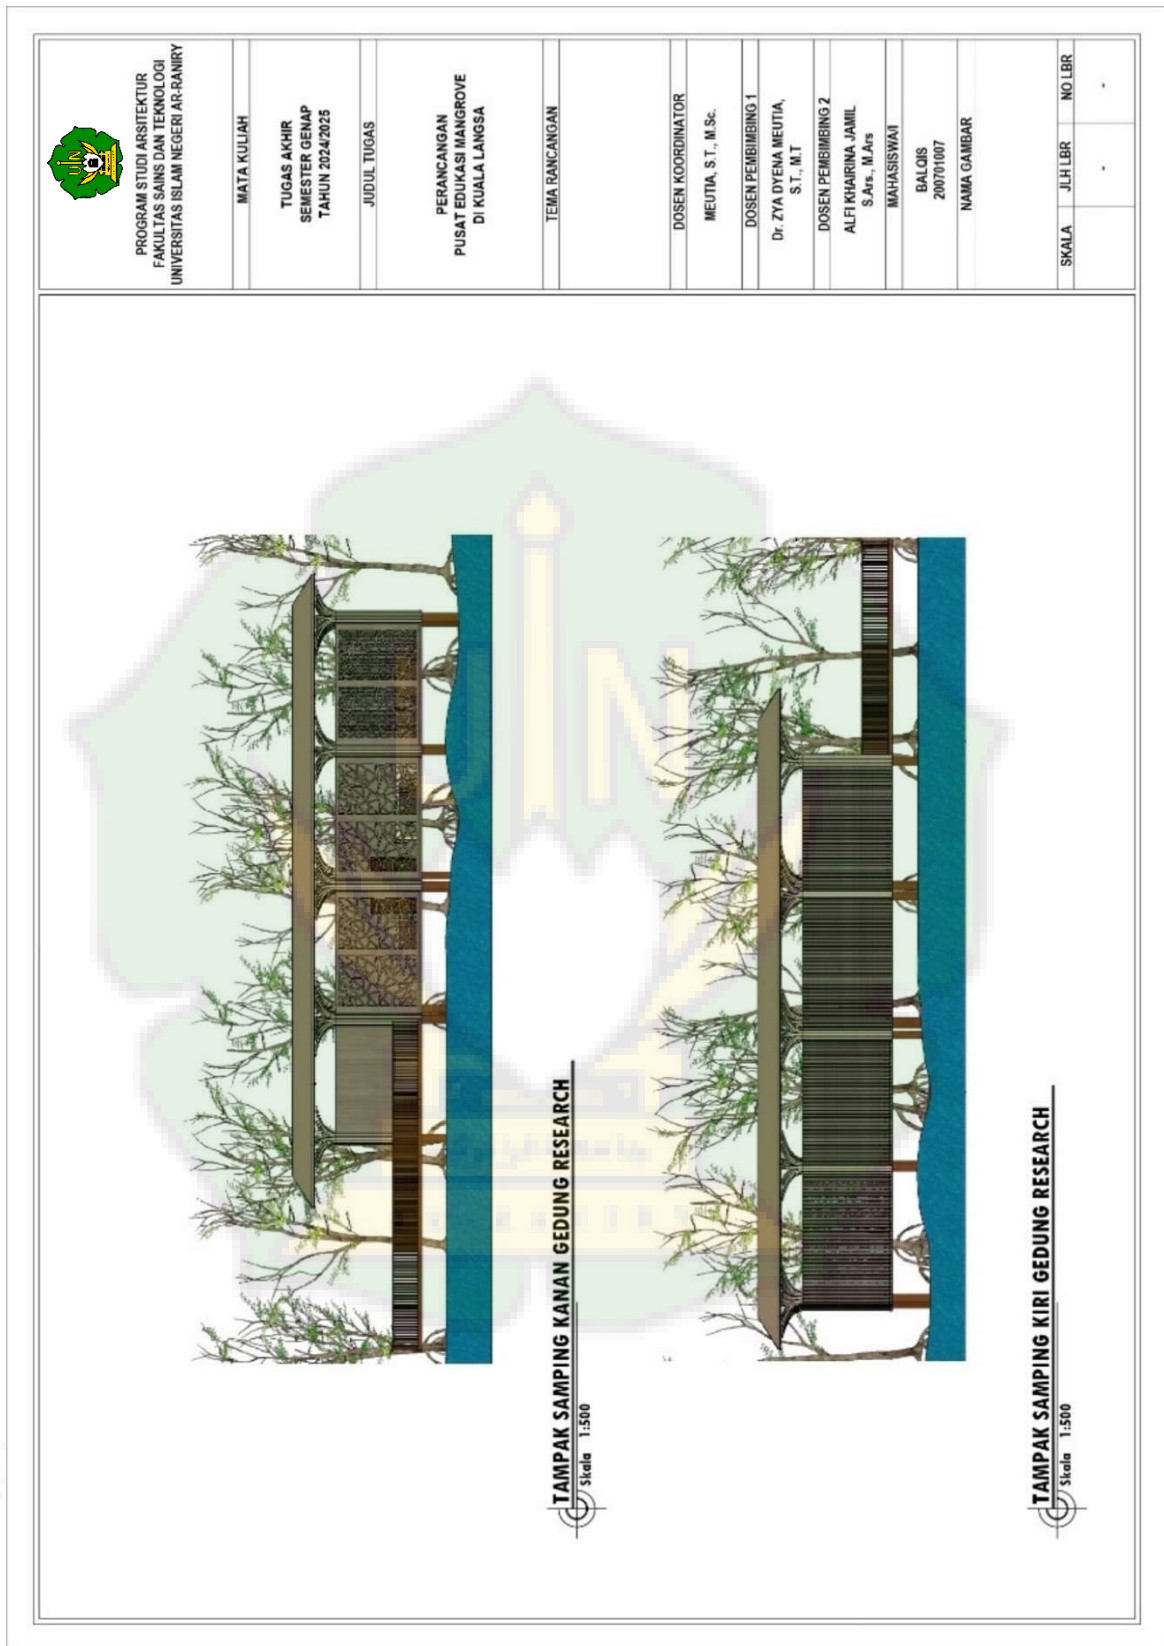 PROGRAM STUDI ARSITEKTUR
FAKULTAS SAINS DAN TEKNOLOGI
UNIVERSITAS ISLAM NEGERI AR-RANIRY
MATA KULIAH
TUGAS AKHIR
SEMESTER GENAP
TAHUN 2024/2025
JUDUL TUGAS
PERANCANGAN
PUSAT EDUKASI MANGROVE
DI KUALA LANGSA
TEMA RANCANGAN
DOSEN KOORDINATOR
MEUTIA, S.T., M.Sc.
DOSEN PEMBIMBING 1
Dr. ZYA DYENA MEUTIA,
S.T., M.T
DOSEN PEMBIMBING 2
ALFI KHAIRINA JAMIL
S.Ars., M.Ars
MAHASISWA/I
BALQIS
200701007
NAMA GAMBAR
SKALA JLH LBR NO LBR
- -
TAMPAK SAMPING KANAN GEDUNG RESEARCH
Skala 1:500
TAMPAK SAMPING KIRI GEDUNG RESEARCH
Skala 1:500
UIN
UIN